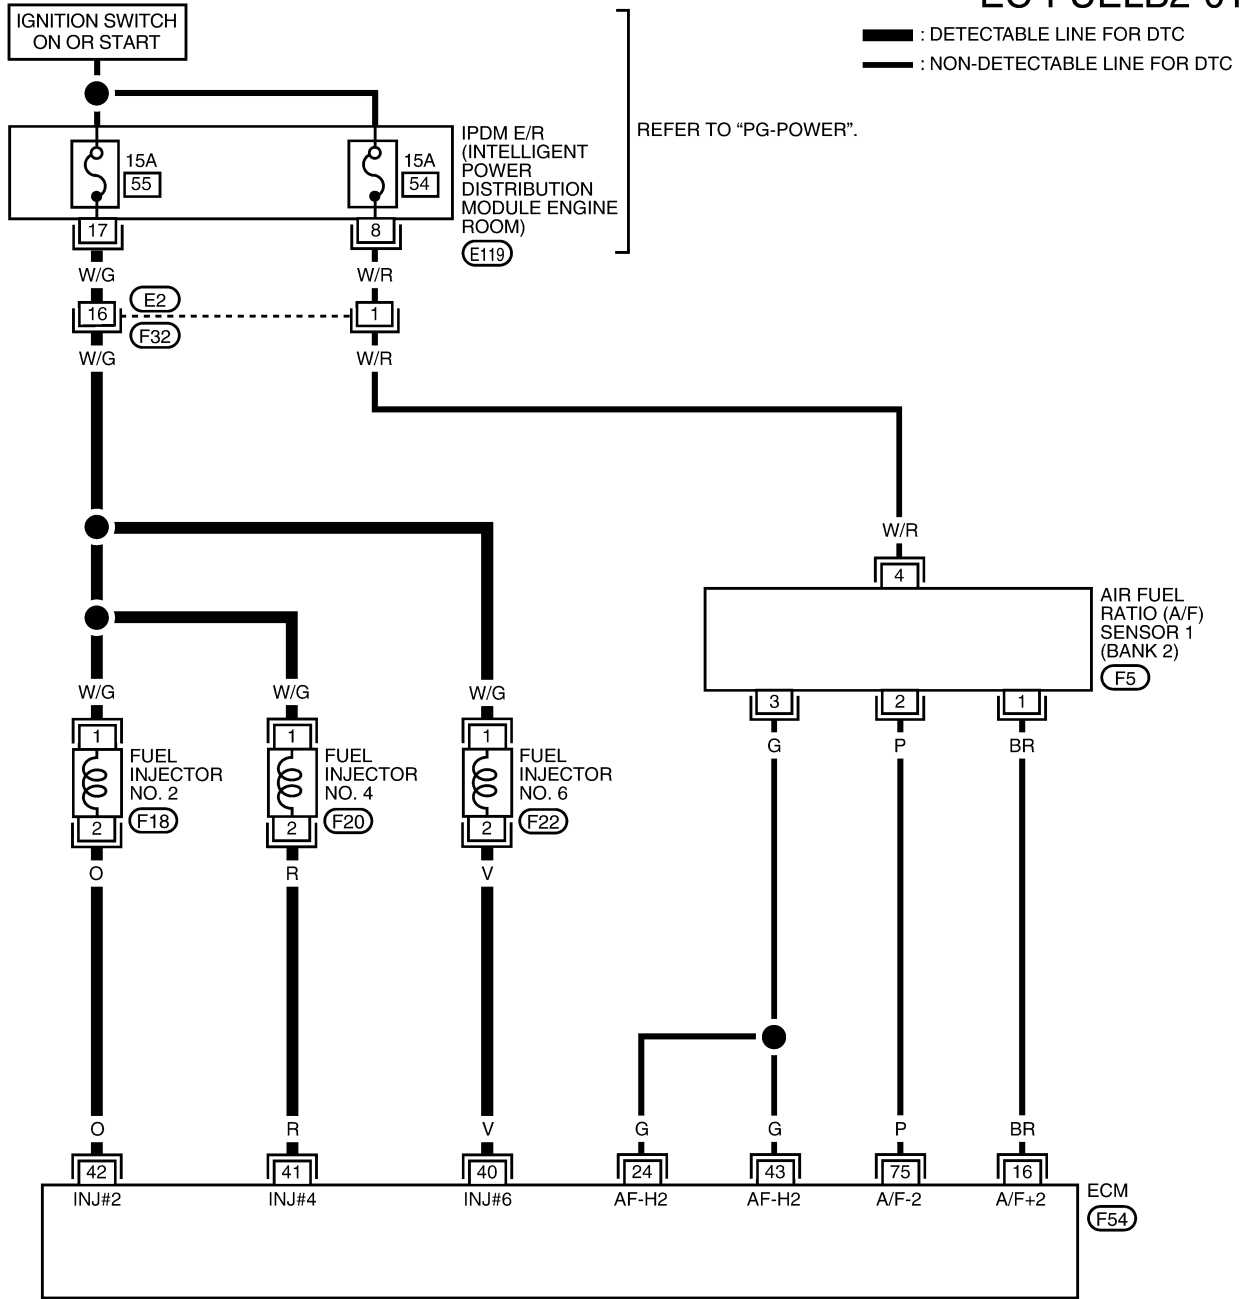 IGNITION SWITCH
ON OR START
: DETECTABLE LINE FOR DTC
: NON-DETECTABLE LINE FOR DTC
REFER TO “PG-POWER”.
IPDM E/R
(INTELLIGENT
POWER
DISTRIBUTION
MODULE ENGINE
ROOM)
E119
15A
55
15A
54
17
8
W/G
W/R
16
E2
F32
1
W/G
W/R
W/R
4
AIR FUEL
RATIO (A/F)
SENSOR 1
(BANK 2)
F5
3
2
1
G
P
BR
W/G
W/G
W/G
1
FUEL
INJECTOR
NO. 2
F18
2
1
FUEL
INJECTOR
NO. 4
F20
2
1
FUEL
INJECTOR
NO. 6
F22
2
O
R
V
O
R
V
G
G
P
BR
42
41
40
24
43
75
16
INJ#2
INJ#4
INJ#6
AF-H2
AF-H2
A/F-2
A/F+2
ECM
F54